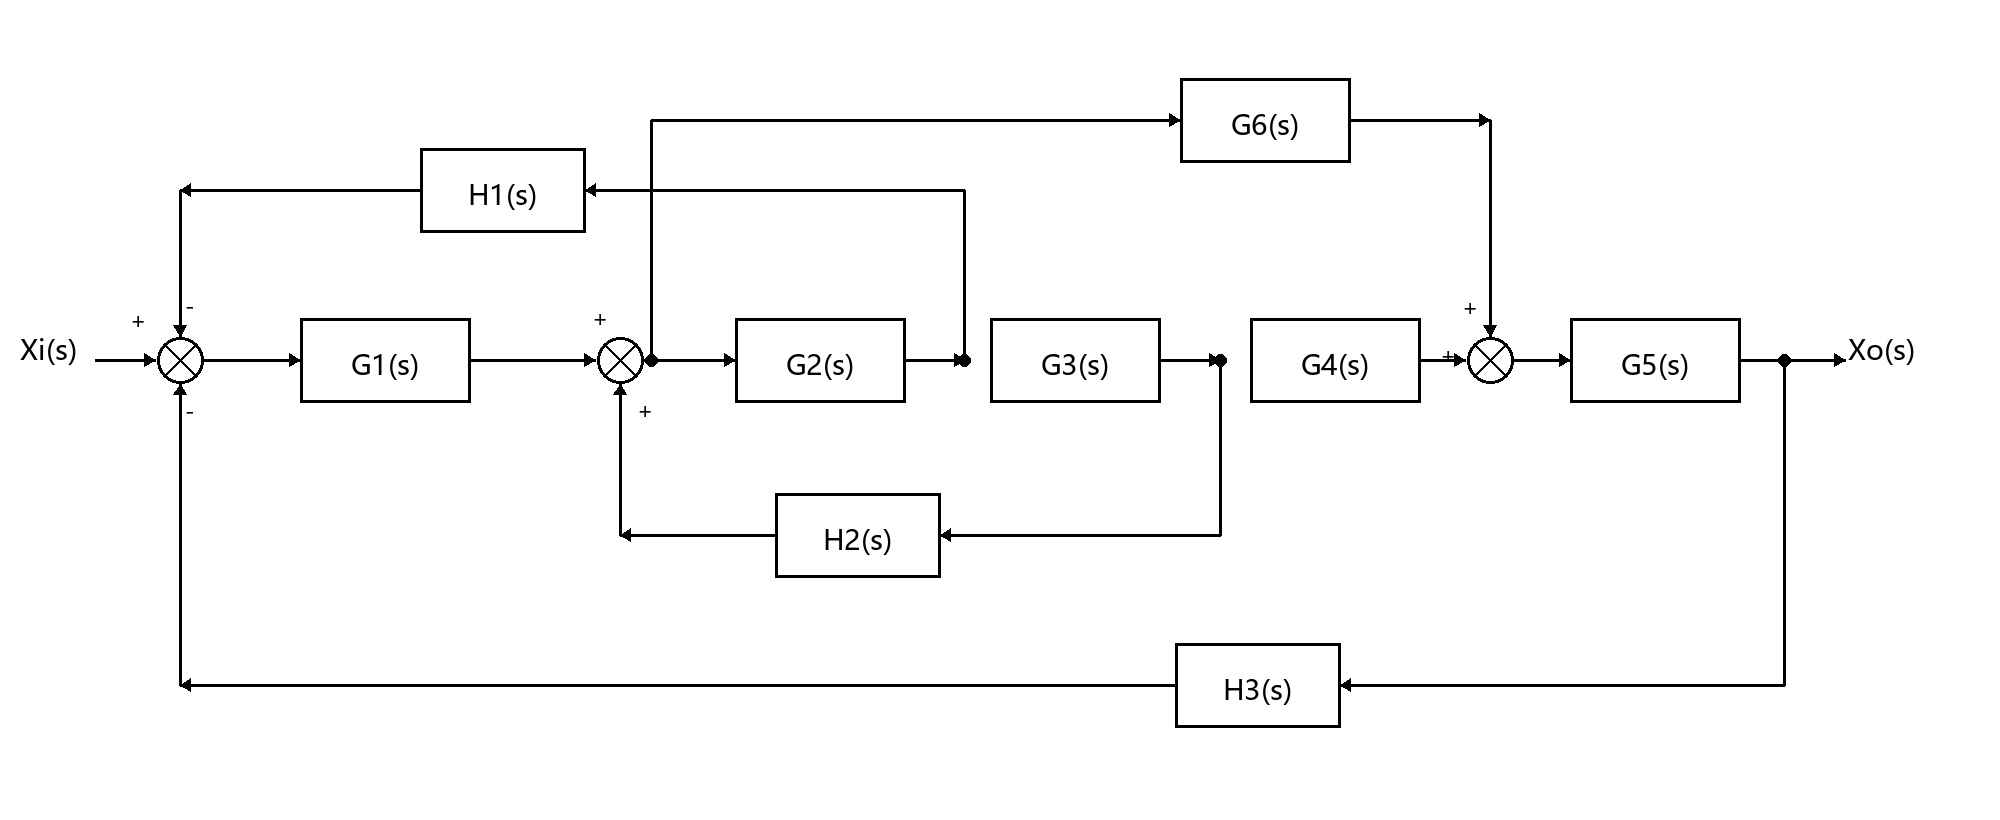 G6(s)
H1(s)
+
-
+
+
Xi(s)
G1(s)
G2(s)
G3(s)
G4(s)
+
G5(s)
Xo(s)
-
+
H2(s)
H3(s)